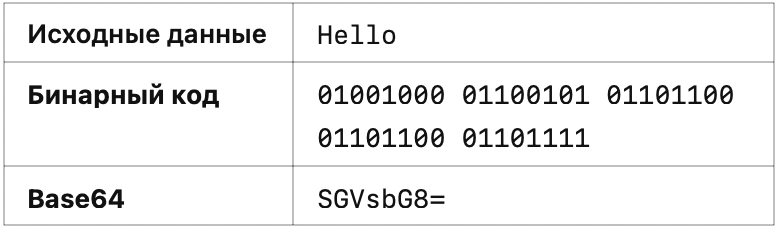 Исходные данные Hello
Бинарный код 01001000 01100101 01101100
01101100 01101111
Base64 SGVsbG8=